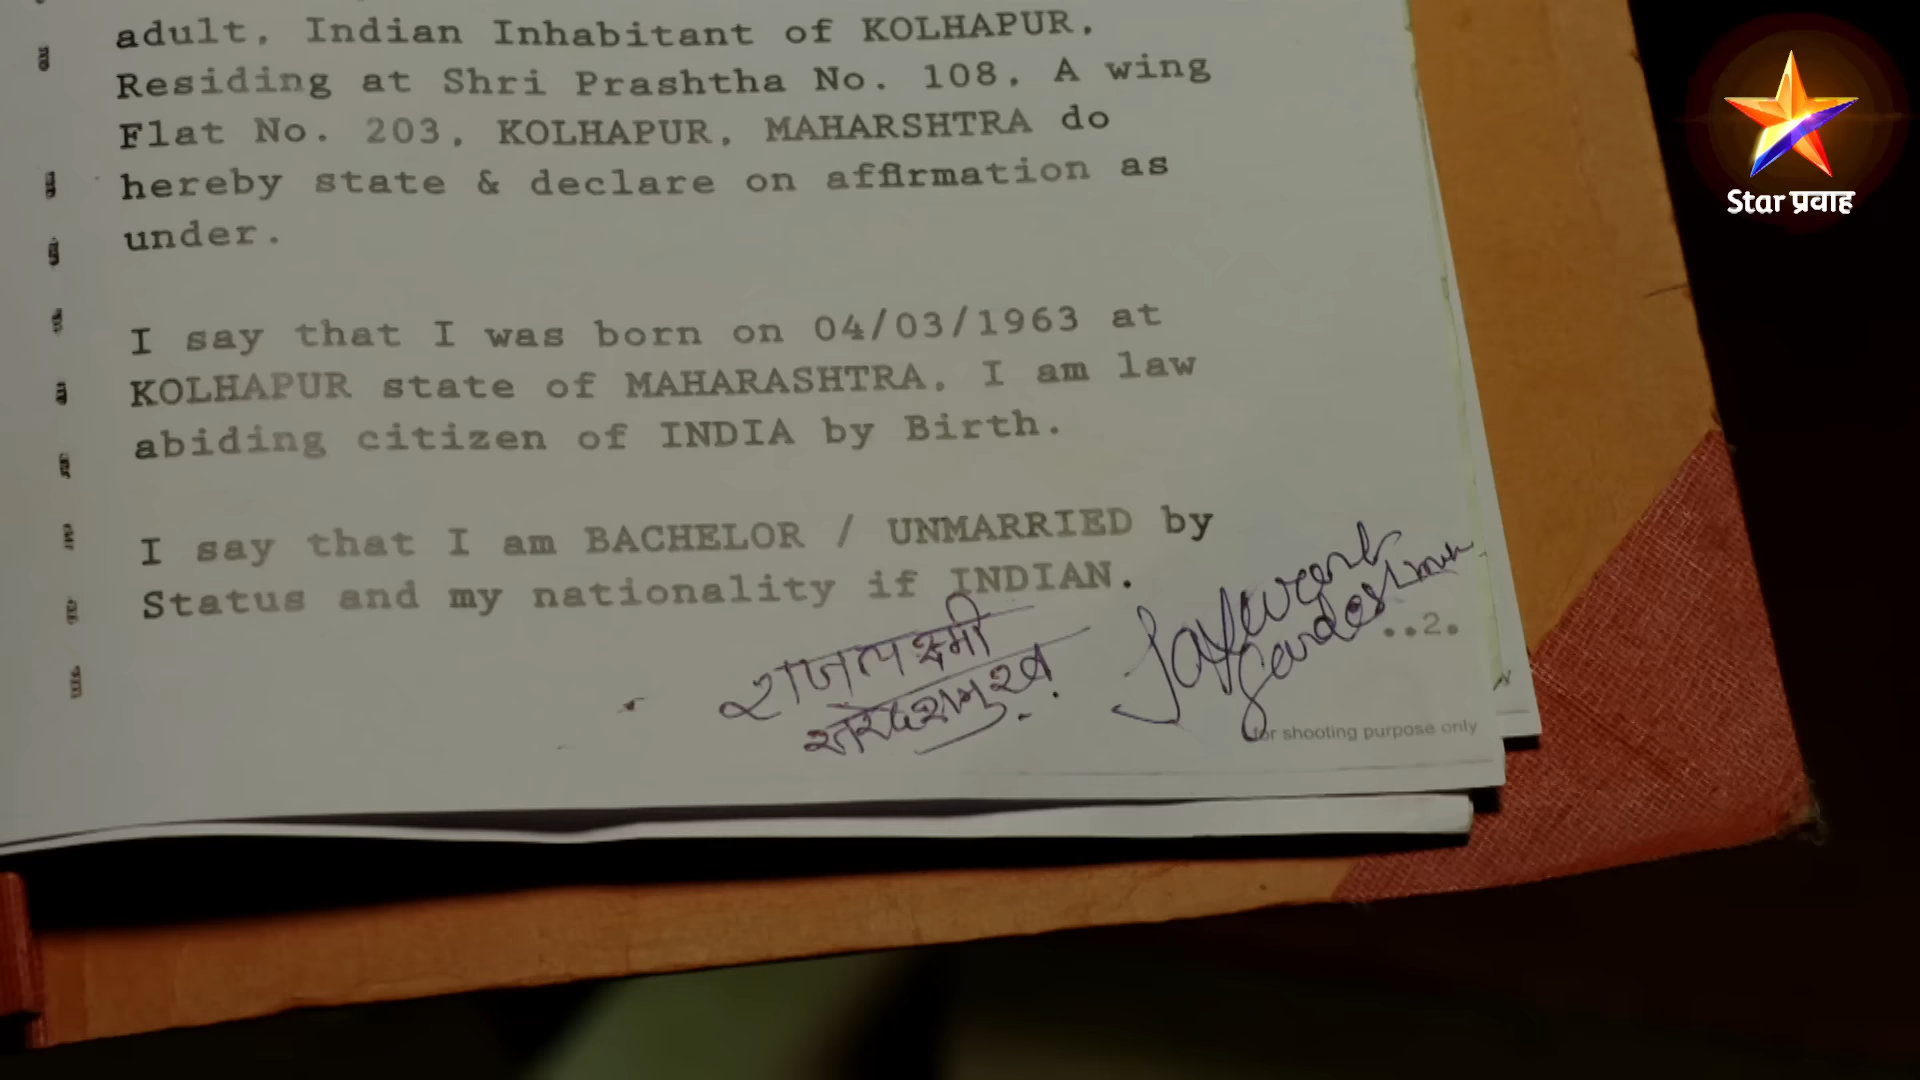 adult, Indian Inhabitant of KOLHAPUR,
Residing at Shri Prashtha No. 108, A wing
Flat No. 203, KOLHAPUR, MAHARSHTRA do
hereby state & declare on affirmation as
under.
I say that I was born on 04/03/1963 at
KOLHAPUR state of MAHARASHTRA, I am law
abiding citizen of INDIA by Birth.
I say that I am BACHELOR / UNMARRIED by
Status and my nationality if INDIAN.
..2.
राजलक्ष्मी
सरदेशमुख.
Jayewent
Sardeshmukh
for shooting purpose only
Star प्रवाह